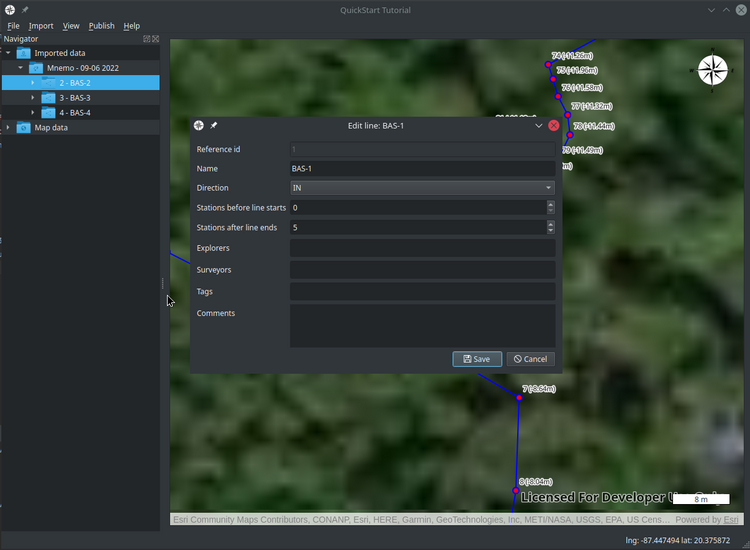 QuickStart Tutorial
File Import View Publish Help
Navigator
Imported data
Mnemo - 09-06 2022
2 - BAS-2
3 - BAS-3
4 - BAS-4
Map data
74 (-11.26m)
75 (-11.96m)
76 (-11.58m)
77 (-11.32m)
78 (-11.44m)
79 (-11.49m)
Edit line: BAS-1
Reference id 1
Name BAS-1
Direction IN
Stations before line starts 0
Stations after line ends 5
Explorers
Surveyors
Tags
Comments
Save Cancel
7 (-8.64m)
8 (-8.04m)
Licensed For Developer
8 m
Esri Community Maps Contributors, CONANP, Esri, HERE, Garmin, GeoTechnologies, Inc, METI/NASA, USGS, EPA, US Cens... Powered by Esri
lng: -87.447494 lat: 20.375872